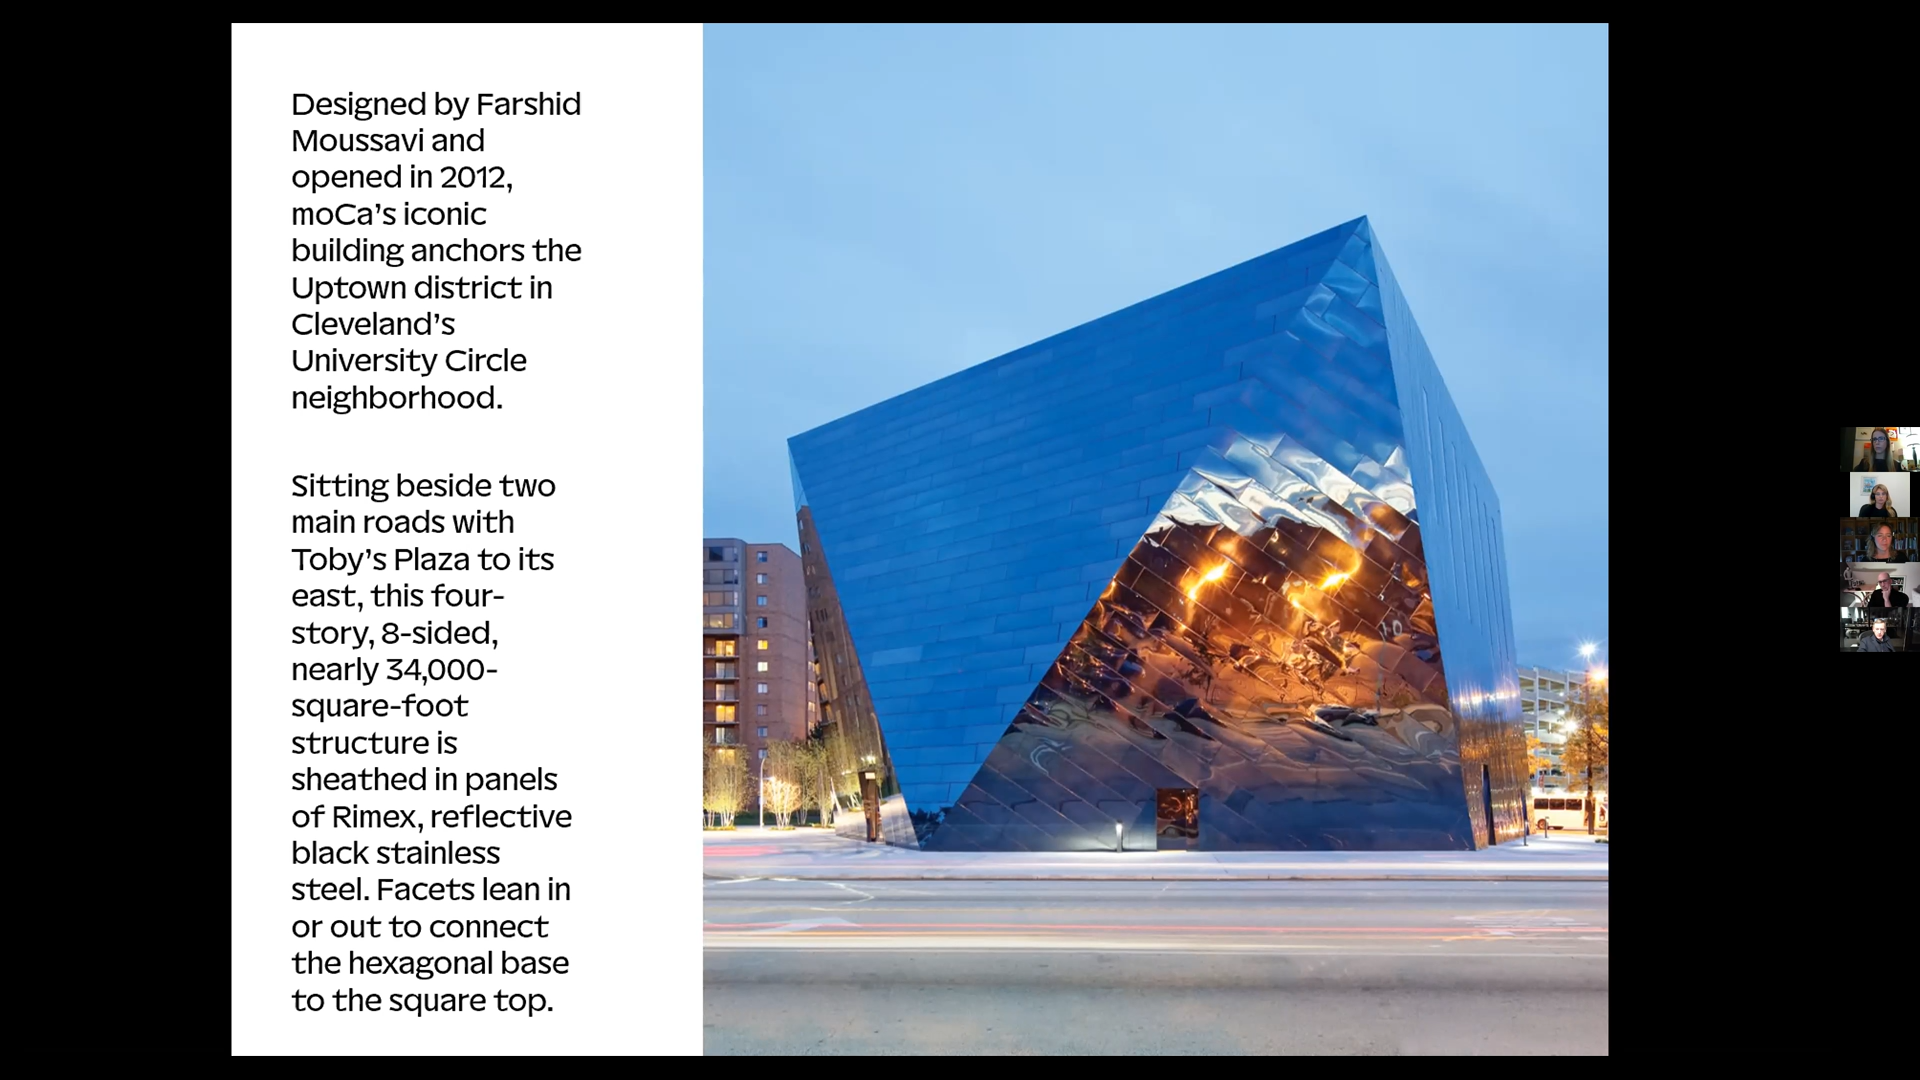 Designed by Farshid
Moussavi and
opened in 2012,
moCa’s iconic
building anchors the
Uptown district in
Cleveland’s
University Circle
neighborhood.
Sitting beside two
main roads with
Toby’s Plaza to its
east, this four-
story, 8-sided,
nearly 34,000-
square-foot
structure is
sheathed in panels
of Rimex, reflective
black stainless
steel. Facets lean in
or out to connect
the hexagonal base
to the square top.